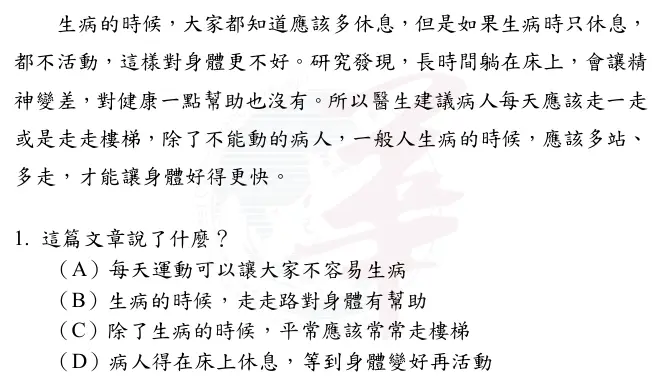 生病的時候，大家都知道應該多休息，但是如果生病時只休息，
都不活動，這樣對身體更不好。研究發現，長時間躺在床上，會讓精
神變差，對健康一點幫助也沒有。所以醫生建議病人每天應該走一走
或是走走樓梯，除了不能動的病人，一般人生病的時候，應該多站、
多走，才能讓身體好得更快。
1. 這篇文章說了什麼？
（A）每天運動可以讓大家不容易生病
（B）生病的時候，走走路對身體有幫助
（C）除了生病的時候，平常應該常常走樓梯
（D）病人得在床上休息，等到身體變好再活動